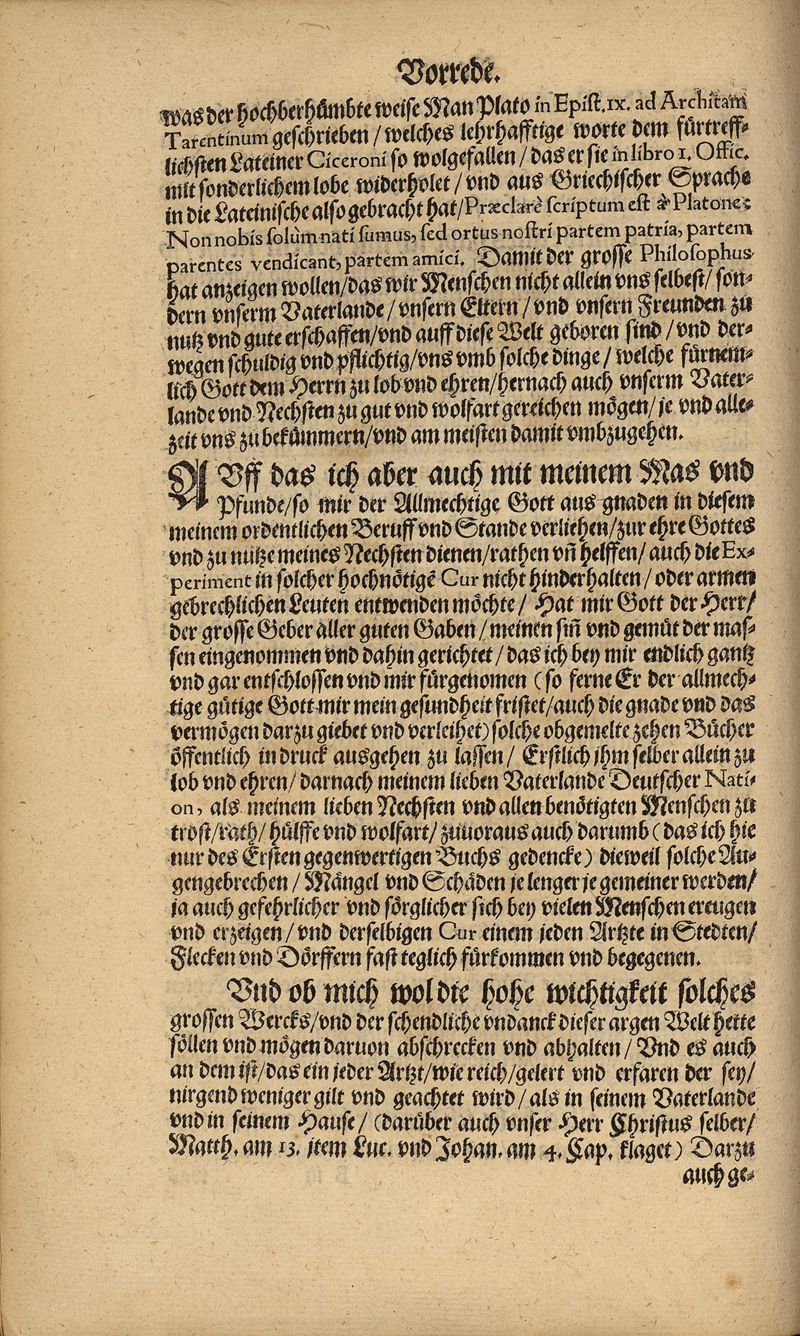 Vorrede.
was der hochberhümbte weise Man Plato in Epist. ix. ad Architam
Tarentinum geschrieben / welches lehrhafftige worte dem fürtreff-
lichsten Lateiner Ciceroni so wolgefallen / das er sie in libro 1. Offic.
mit sonderlichem lobe widerholet / vnd aus Griechischer Sprache
in die Lateinische also gebracht hat / Præclarè scriptum est à Platone:
Non nobis solùm nati sumus, sed ortus nostri partem patria, partem
parentes vendicant, partem amici. Damit der grosse Philosophus
hat anzeigen wollen / das wir Menschen nicht allein vns selbest / son-
dern vnserm Vaterlande / vnsern Eltern / vnd vnsern Freunden zu
nutz vnd gute erschaffen / vnd auff diese Welt geboren sind / vnd der-
wegen schuldig vnd pflichtig / vns vmb solche dinge / welche fürnem-
lich Gott dem Herrn zu lob vnd ehren / hernach auch vnserm Vater-
lande vnd Nechsten zu gut vnd wolfart gereichen mögen / je vnd alle-
zeit vns zu bekümmern / vnd am meisten damit vmbzugehen.
AVff das ich aber auch mit meinem Mas vnd
Pfunde / so mir der Allmechtige Gott aus gnaden in diesem
meinem ordentlichen Beruff vnd Stande verliehen / zur ehre Gottes
vnd zu nutze meines Nechsten dienen / rathen vñ helffen / auch die Ex-
periment in solcher hochnötigē Cur nicht hinderhalten / oder armen
gebrechlichen Leuten entwenden möchte / Hat mir Gott der Herr /
der grosse Geber aller guten Gaben / meinen siñ vnd gemüt der mas-
sen eingenommen vnd dahin gerichtet / das ich bey mir endlich gantz
vnd gar entschlossen vnd mir fürgenomen (so ferne Er der allmech-
tige gütige Gott mir mein gesundheit fristet / auch die gnade vnd das
vermögen darzu giebet vnd verleihet) solche obgemelte zehen Bücher
öffentlich in druck ausgehen zu lassen / Erstlich jhm selber allein zu
lob vnd ehren / darnach meinem lieben Vaterlande Deutscher Nati-
on, als meinem lieben Nechsten vnd allen benötigten Menschen zu
trost / rath / hülffe vnd wolfart / zuuoraus auch darumb (das ich hie
nur des Ersten gegenwertigen Buchs gedencke) dieweil solche Au-
gengebrechen / Mängel vnd Schäden je lenger je gemeiner werden /
ja auch gefehrlicher vnd sörglicher sich bey vielen Menschen ereugen
vnd erzeigen / vnd derselbigen Cur einem jeden Artzte in Stedten /
Flecken vnd Dörffern fast teglich fürkommen vnd begegenen.
Vnd ob mich wol die hohe wichtigkeit solches
grossen Wercks / vnd der schendliche vndanck dieser argen Welt hette
söllen vnd mögen daruon abschrecken vnd abhalten / Vnd es auch
an dem ist / das ein jeder Artzt / wie reich / gelert vnd erfaren der sey /
nirgend weniger gilt vnd geachtet wird / als in seinem Vaterlande
vnd in seinem Hause / (darüber auch vnser Herr Christus selber /
Matth. am 13. jtem Luc. vnd Johan. am 4. Cap. klaget) Darzu
auch ge-